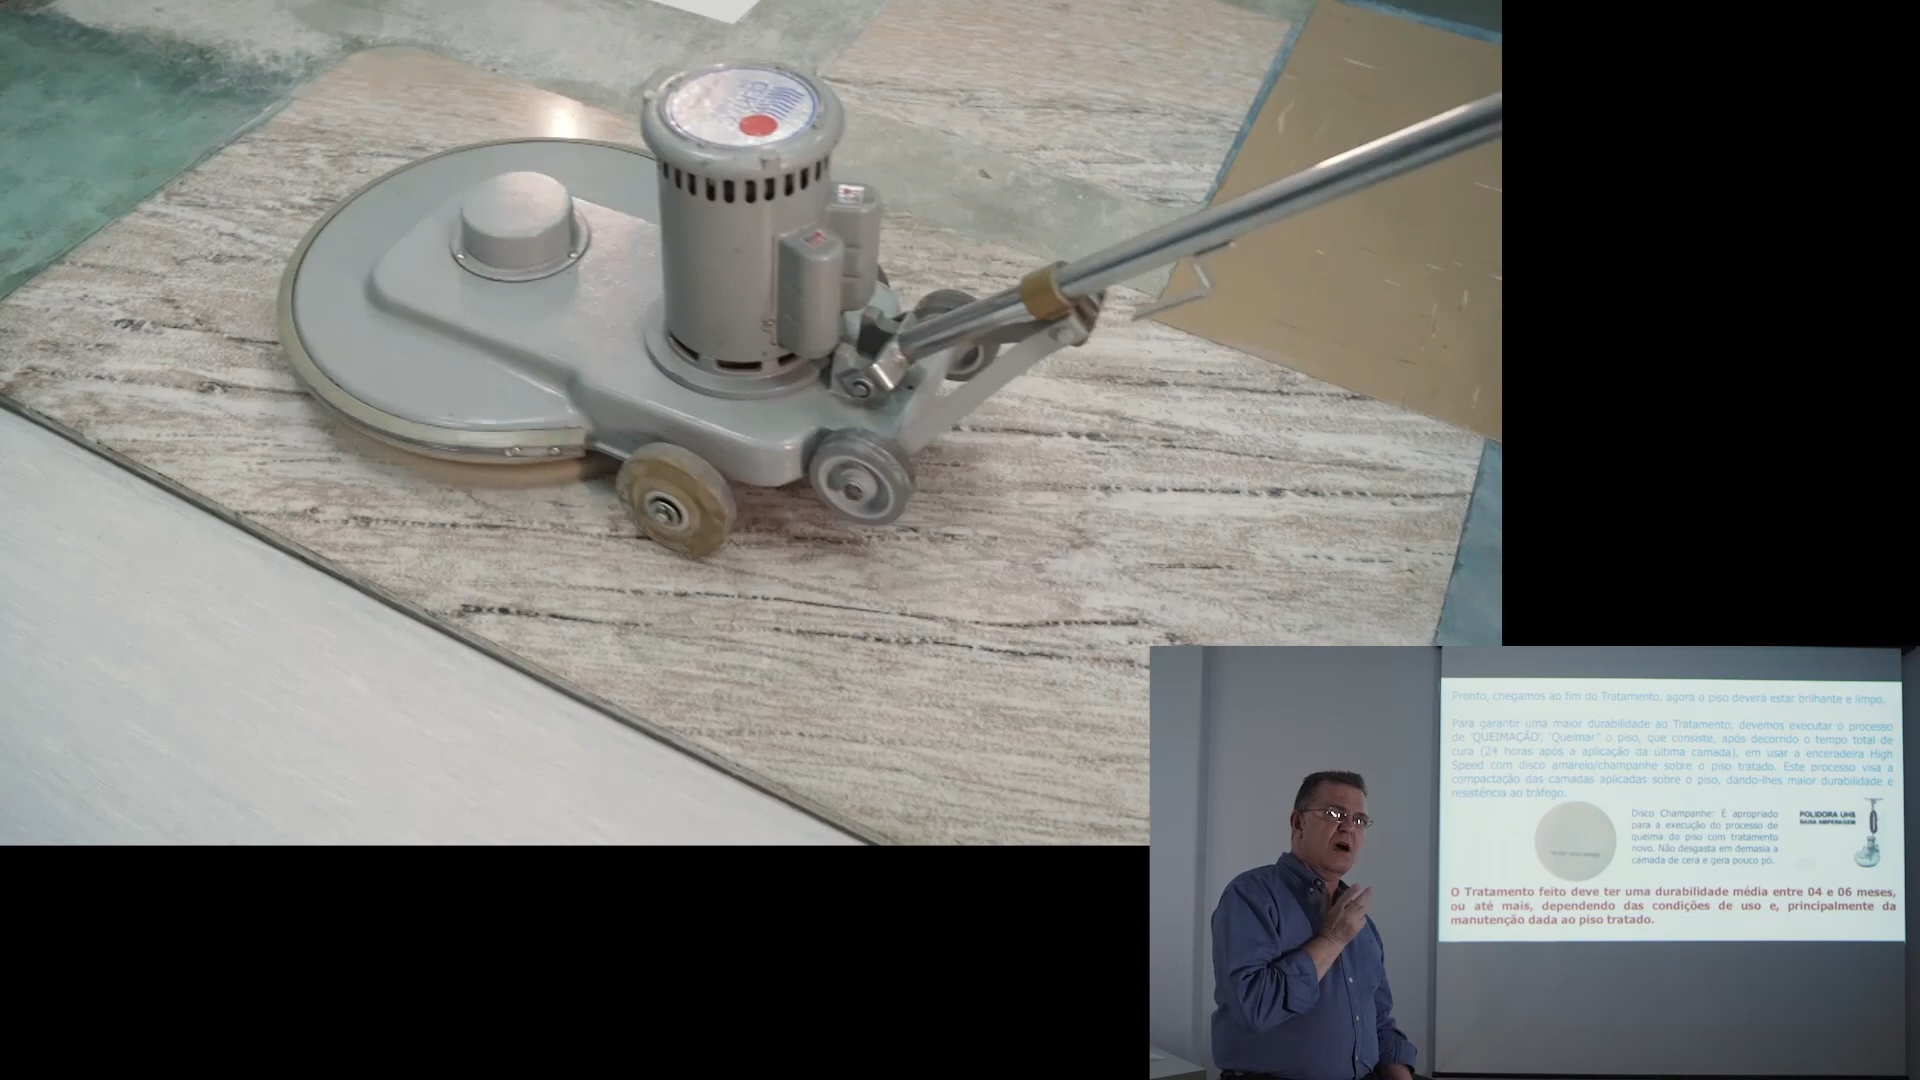 Pronto, chegamos ao fim do Tratamento, agora o piso deverá estar brilhante e limpo.
Para garantir uma maior durabilidade ao Tratamento, devemos executar o processo
de 'QUEIMAÇÃO', 'Queimar" o piso, que consiste, após decorrido o tempo total de
cura (24 horas após a aplicação da última camada), em usar a enceradeira High
Speed com disco amarelo/champanhe sobre o piso tratado. Este processo visa a
compactação das camadas aplicadas sobre o piso, dando-lhes maior durabilidade e
resistência ao tráfego.
Disco Champanhe: É apropriado
para a execução do processo de
queima do piso com tratamento
novo. Não desgasta em demasia a
camada de cera e gera pouco pó.
POLIDORA UHS
BAIXA AMPERAGEM
O Tratamento feito deve ter uma durabilidade média entre 04 e 06 meses,
ou até mais, dependendo das condições de uso e, principalmente da
manutenção dada ao piso tratado.